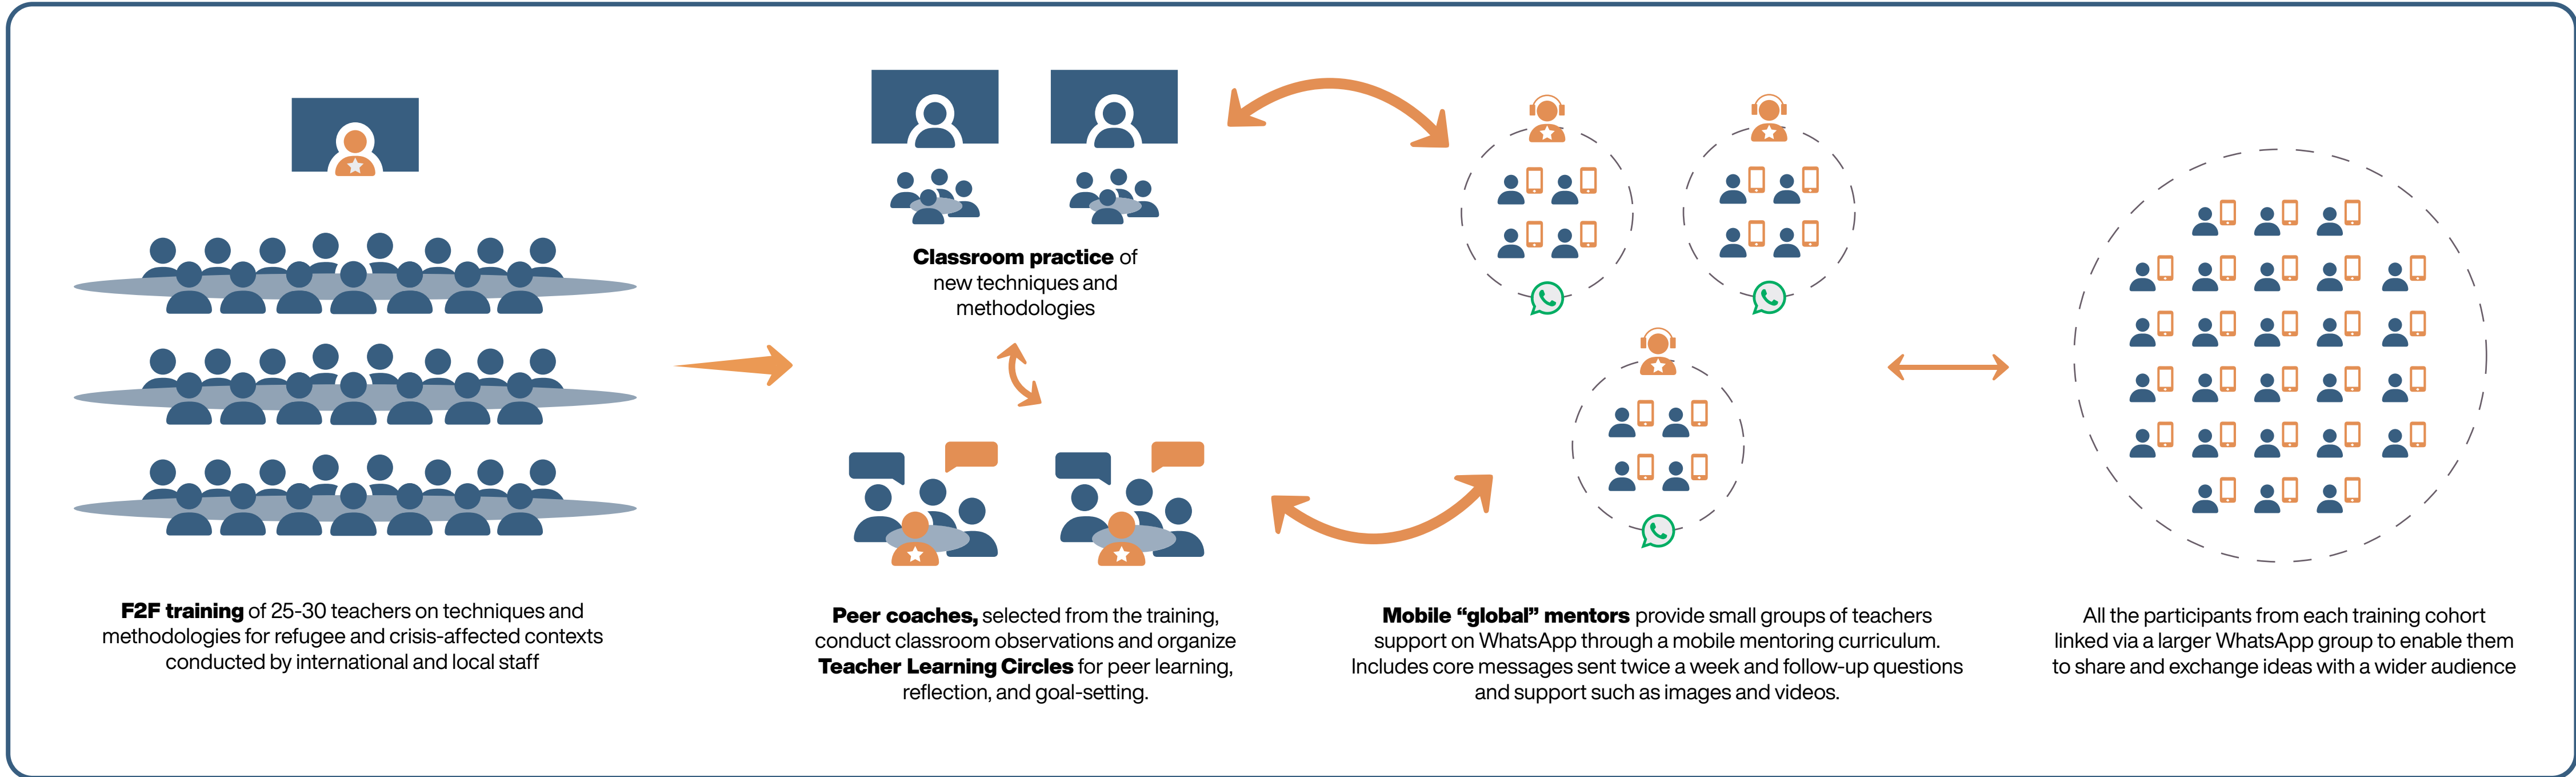 F2F training of 25-30 teachers on techniques and
methodologies for refugee and crisis-affected contexts
conducted by international and local staff
Classroom practice of
new techniques and
methodologies
Peer coaches, selected from the training,
conduct classroom observations and organize
Teacher Learning Circles for peer learning,
reflection, and goal-setting.
Mobile “global” mentors provide small groups of teachers
support on WhatsApp through a mobile mentoring curriculum.
Includes core messages sent twice a week and follow-up questions
and support such as images and videos.
All the participants from each training cohort
linked via a larger WhatsApp group to enable them
to share and exchange ideas with a wider audience